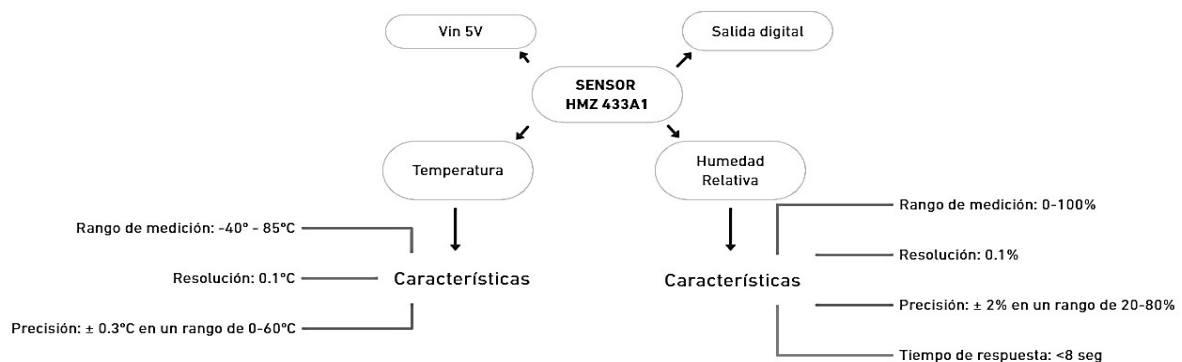 Vin 5V
Salida digital
SENSOR
HMZ 433A1
Temperatura
Humedad
Relativa
Rango de medición: -40° - 85°C
Resolución: 0.1°C
Precisión: ± 0.3°C en un rango de 0-60°C
Características
Características
Rango de medición: 0-100%
Resolución: 0.1%
Precisión: ± 2% en un rango de 20-80%
Tiempo de respuesta: <8 seg